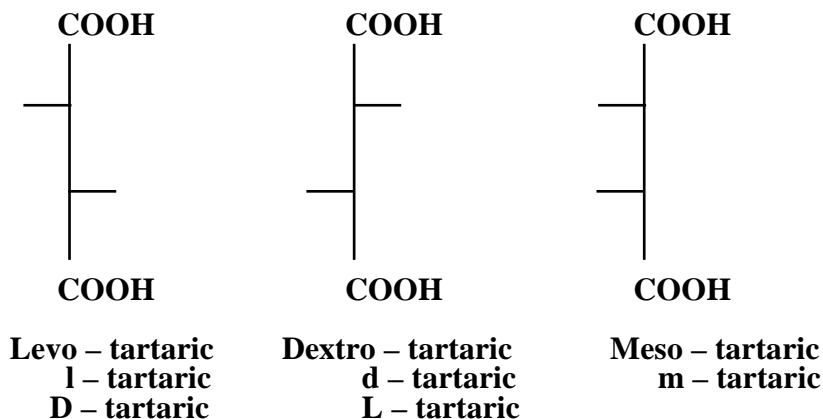 COOH COOH COOH
COOH COOH COOH
Levo – tartaric Dextro – tartaric Meso – tartaric
l – tartaric d – tartaric m – tartaric
D – tartaric L – tartaric